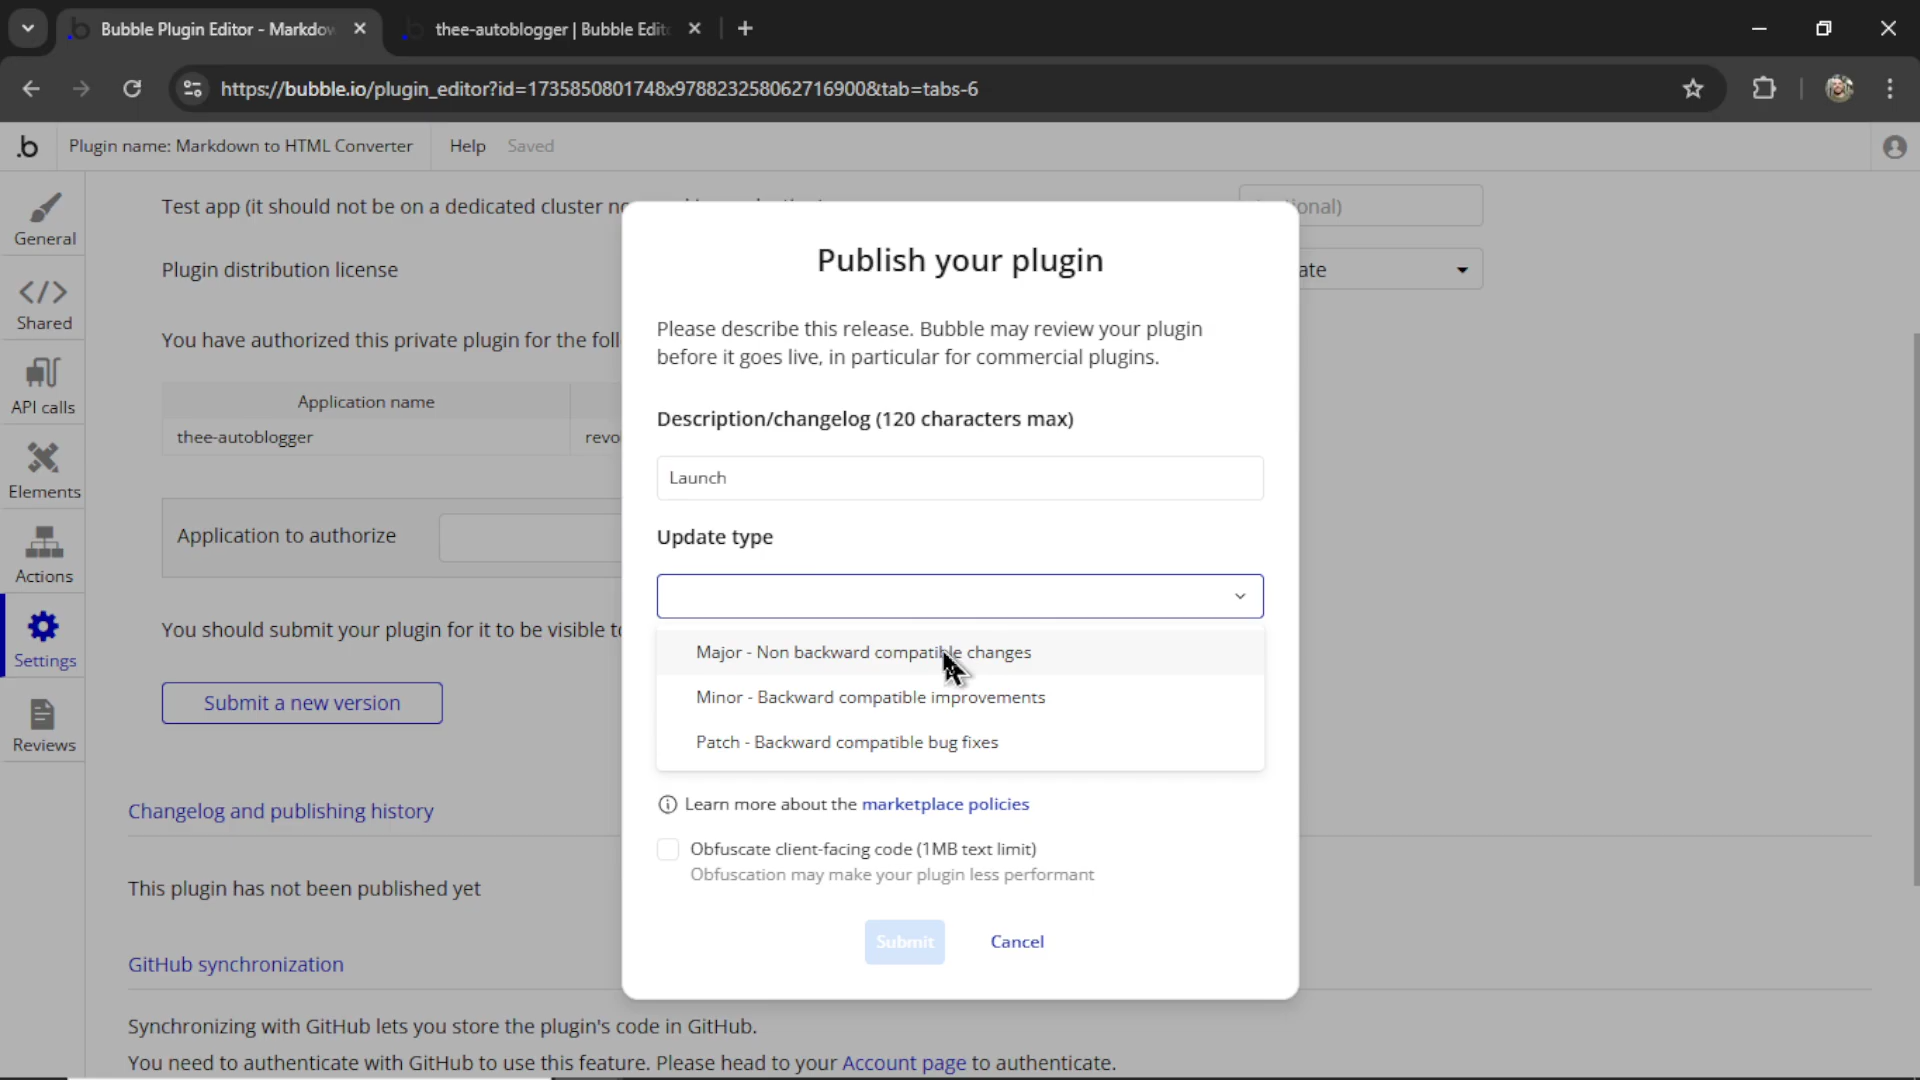 Bubble Plugin Editor - Markdow
thee-autoblogger | Bubble Edit
https://bubble.io/plugin_editor?id=1735850801748x978823258062716900&tab=tabs-6
Plugin name: Markdown to HTML Converter
Help
Saved
General
Shared
API calls
Elements
Actions
Settings
Reviews
Test app (it should not be on a dedicated cluster
ional)
Plugin distribution license
ate
You have authorized this private plugin for the foll
Application name
thee-autoblogger
revo
Application to authorize
You should submit your plugin for it to be visible t
Submit a new version
Changelog and publishing history
This plugin has not been published yet
GitHub synchronization
Synchronizing with GitHub lets you store the plugin's code in GitHub.
You need to authenticate with GitHub to use this feature. Please head to your Account page to authenticate.
Publish your plugin
Please describe this release. Bubble may review your plugin
before it goes live, in particular for commercial plugins.
Description/changelog (120 characters max)
Launch
Update type
Major - Non backward compatible changes
Minor - Backward compatible improvements
Patch - Backward compatible bug fixes
Learn more about the marketplace policies
Obfuscate client-facing code (1MB text limit)
Obfuscation may make your plugin less performant
Submit
Cancel